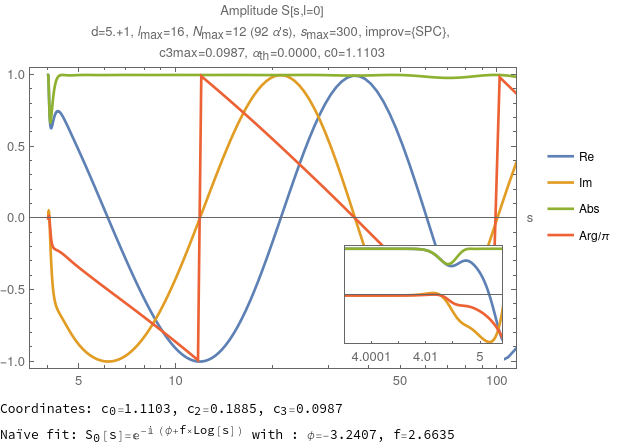 Amplitude S[s,l=0]
d=5.+1, lmax=16, Nmax=12 (92 α's), smax=300, improv={SPC},
c3max=0.0987, αth=0.0000, c0=1.1103
1.0
0.5
0.0
-0.5
-1.0
5
10
50
100
s
Re
Im
Abs
Arg/π
4.0001
4.01
5
Coordinates: c0=1.1103, c2=0.1885, c3=0.0987
Naïve fit: S0[s]=e-i (ϕ+f×Log[s]) with : ϕ=-3.2407, f=2.6635